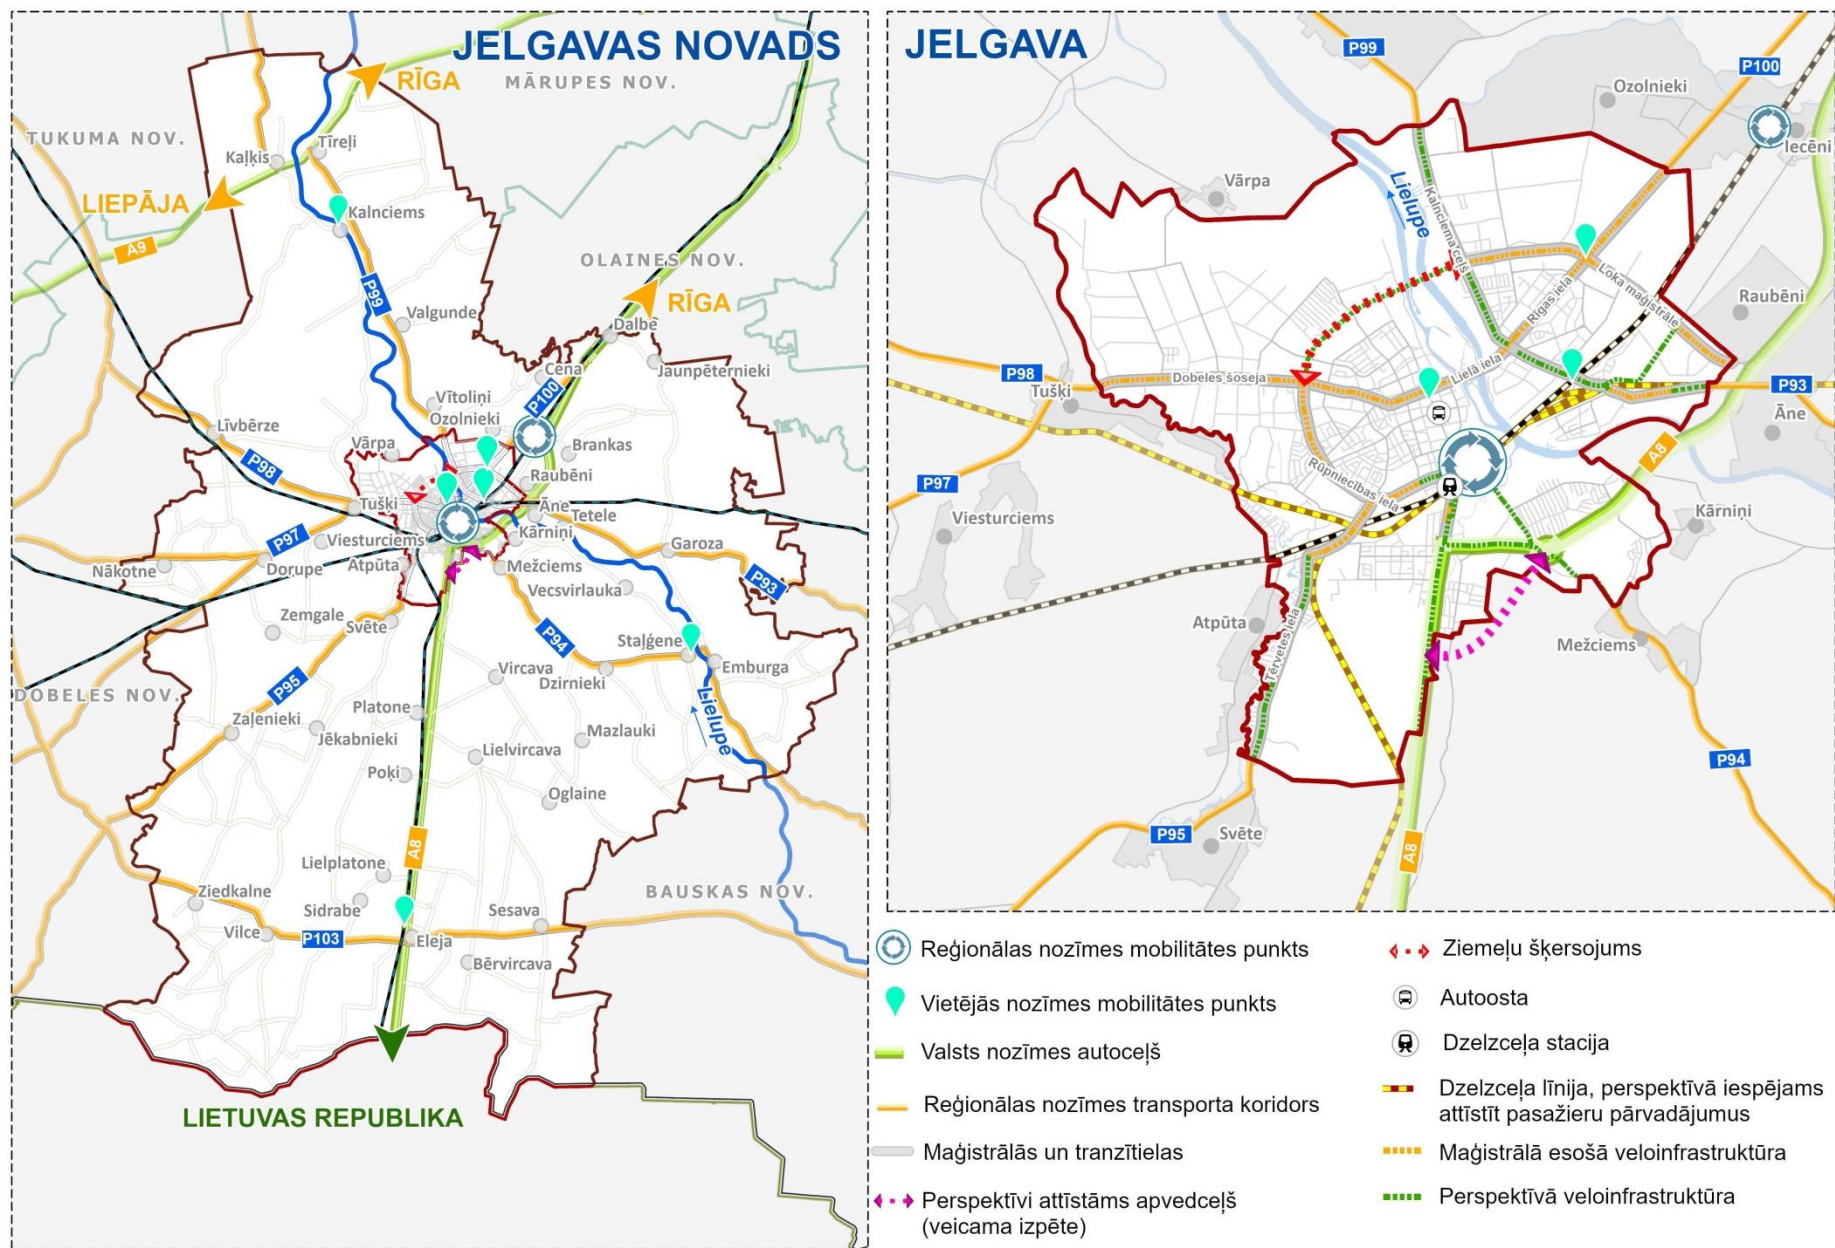 JELGAVAS NOVADS
RĪGA
MĀRUPES NOV.
TUKUMA NOV.
Kaļķis
Tīreļi
LIEPĀJA
Kalnciems
A9
OLAINES NOV.
P99
RĪGA
Valgunde
Dalbe
Cena
Jaunpēternieki
P100
Vītoliņi
Ozolnieki
Līvbērze
Vārpa
Brankas
P98
Raubēni
Tušķi
Āne
Tetele
P97
Viesturciems
Kārniņi
Garoza
Nākotne
Dorupe
Atpūta
Mežciems
P93
Vecsvirlauka
Zemgale
Svēte
P94
Staļģene
Emburga
Vircava
Dzirnieki
P95
DOBELES NOV.
Platone
Lielupe
Zaļenieki
Jēkabnieki
Mazlauki
Lielvircava
Poķi
Oglaine
A8
Lielplatone
BAUSKAS NOV.
Ziedkalne
Sidrabe
Sesava
Vilce
P103
Eleja
Bērvircava
LIETUVAS REPUBLIKA
JELGAVA
P99
P100
Ozolnieki
Iecēni
Vārpa
Lielupe
Kalnciema ceļš
Loka maģistrāle
Raubēni
Rīgas iela
P98
Dobeles šoseja
Lielā iela
P93
Tušķi
Āne
A8
Rūpniecības iela
P97
Viesturciems
Kārniņi
Atpūta
Tērvetes iela
Mežciems
P94
P95
Svēte
A8
Reģionālas nozīmes mobilitātes punkts
Vietējās nozīmes mobilitātes punkts
Valsts nozīmes autoceļš
Reģionālas nozīmes transporta koridors
Maģistrālās un tranzītielas
Perspektīvi attīstāms apvedceļš
(veicama izpēte)
Ziemeļu šķersojums
Autoosta
Dzelzceļa stacija
Dzelzceļa līnija, perspektīvā iespējams
attīstīt pasažieru pārvadājumus
Maģistrālā esošā veloinfrastruktūra
Perspektīvā veloinfrastruktūra